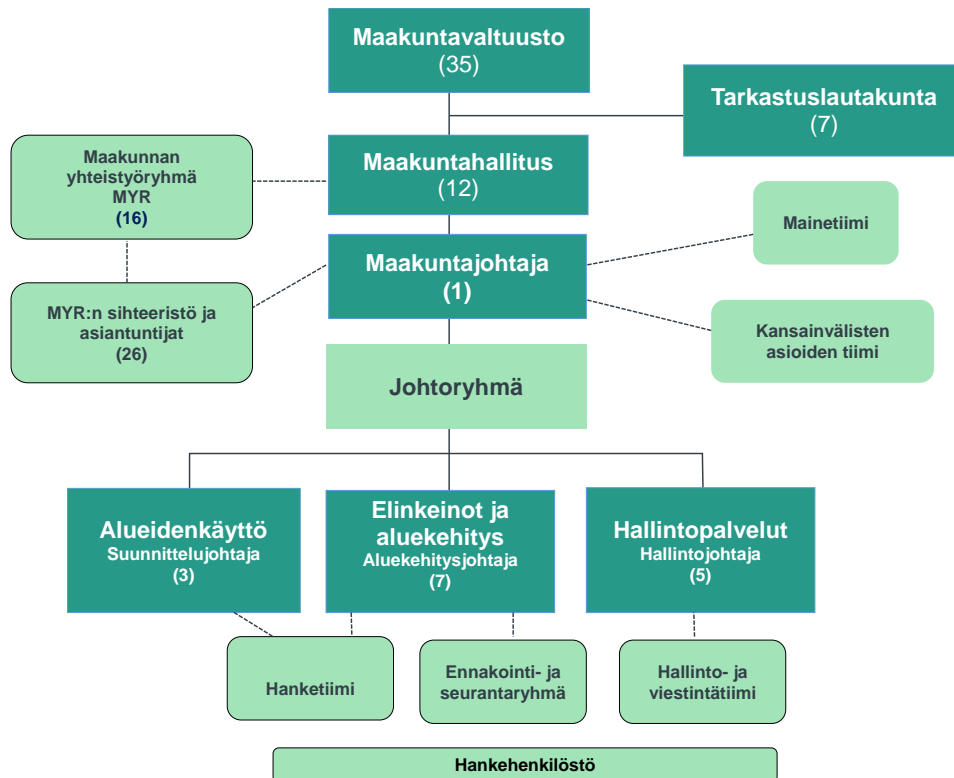 Maakuntavaltuusto
(35)
Tarkastuslautakunta
(7)
Maakunnan
yhteistyöryhmä
MYR
(16)
Maakuntahallitus
(12)
Mainetiimi
Maakuntajohtaja
(1)
MYR:n sihteeristö ja
asiantuntijat
(26)
Kansainvälisten
asioiden tiimi
Johtoryhmä
Alueidenkäyttö
Suunnittelujohtaja
(3)
Elinkeinot ja
aluekehitys
Aluekehitysjohtaja
(7)
Hallintopalvelut
Hallintojohtaja
(5)
Hanketiimi
Ennakointi- ja
seurantaryhmä
Hallinto- ja
viestintätiimi
Hankehenkilöstö